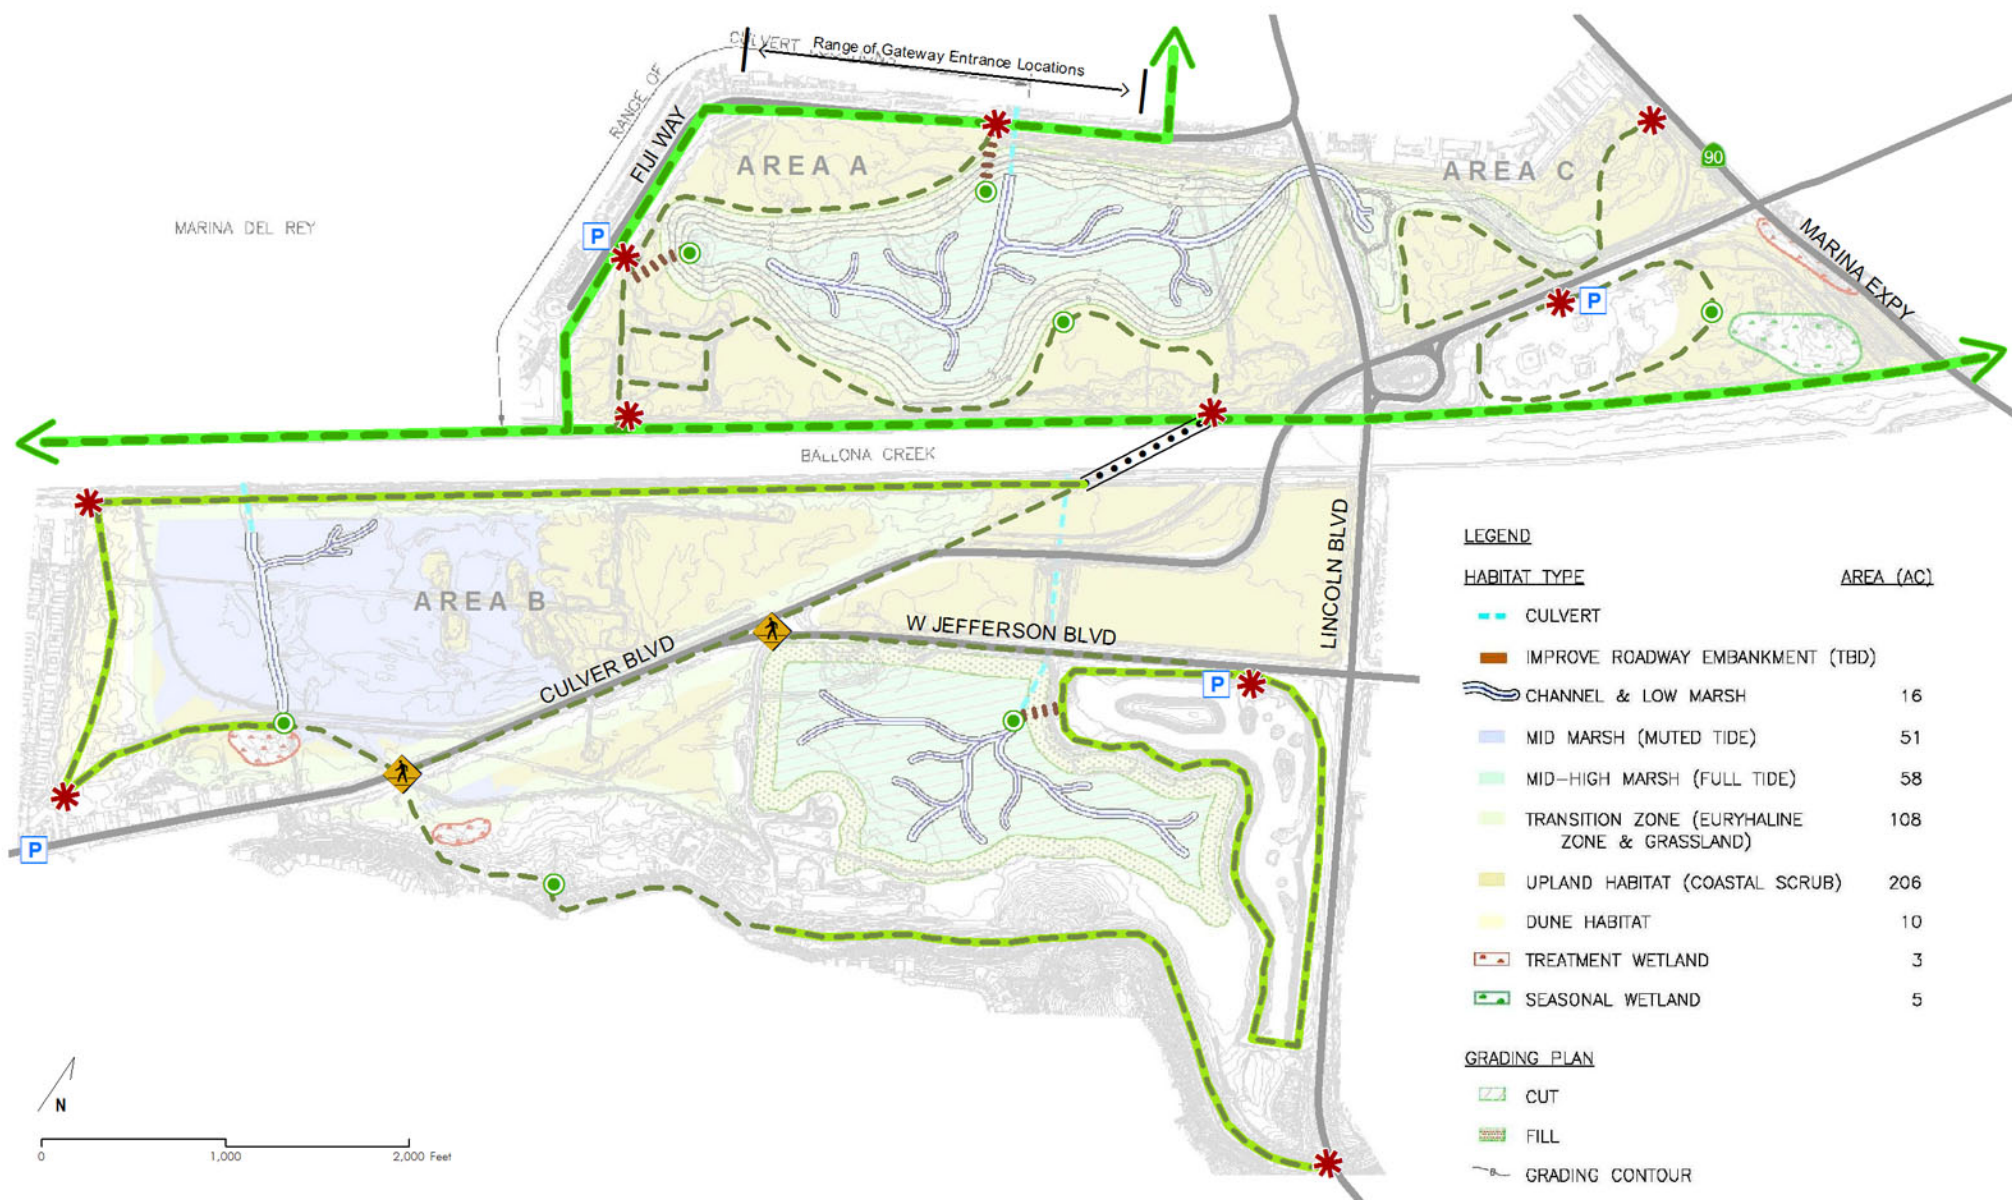 CULVERT
Range of Gateway Entrance Locations
RANGE OF
FIJI WAY
AREA A
AREA C
90
MARINA DEL REY
P
P
MARINA EXPY
BALLONA CREEK
LINCOLN BLVD
AREA B
W JEFFERSON BLVD
CULVER BLVD
P
P
LEGEND
HABITAT TYPE AREA (AC)
CULVERT
IMPROVE ROADWAY EMBANKMENT (TBD)
CHANNEL & LOW MARSH 16
MID MARSH (MUTED TIDE) 51
MID-HIGH MARSH (FULL TIDE) 58
TRANSITION ZONE (EURYHALINE 108
ZONE & GRASSLAND)
UPLAND HABITAT (COASTAL SCRUB) 206
DUNE HABITAT 10
TREATMENT WETLAND 3
SEASONAL WETLAND 5
GRADING PLAN
CUT
FILL
GRADING CONTOUR
N
0 1,000 2,000 Feet